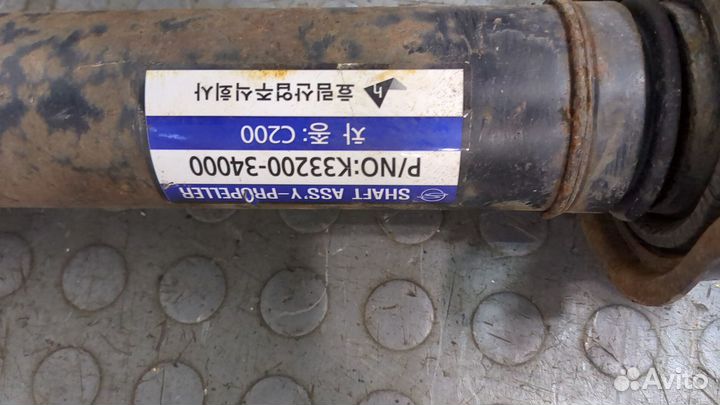 SHAFT ASS'Y-PROPELLER
P/NO:K33200-34000
차 종: C200
효림산업주식회사
Avito